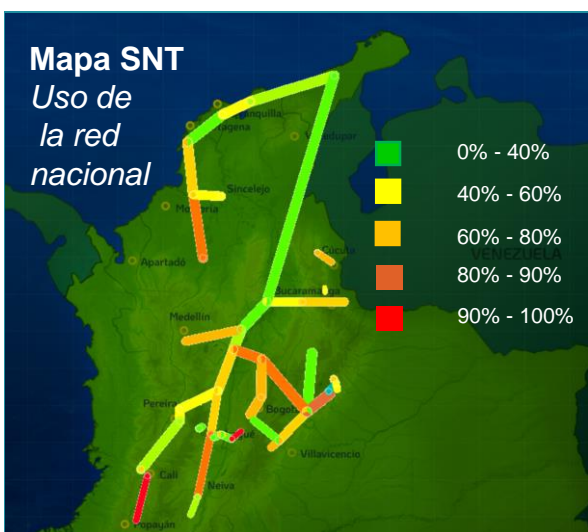 Mapa SNT
Uso de
la red
nacional
0% - 40%
40% - 60%
60% - 80%
80% - 90%
90% - 100%
VENEZUELA
Sincelejo
Apartadó
Cúcuta
Medellín
Pereira
Villavicencio
Cali
Neiva
Popayán